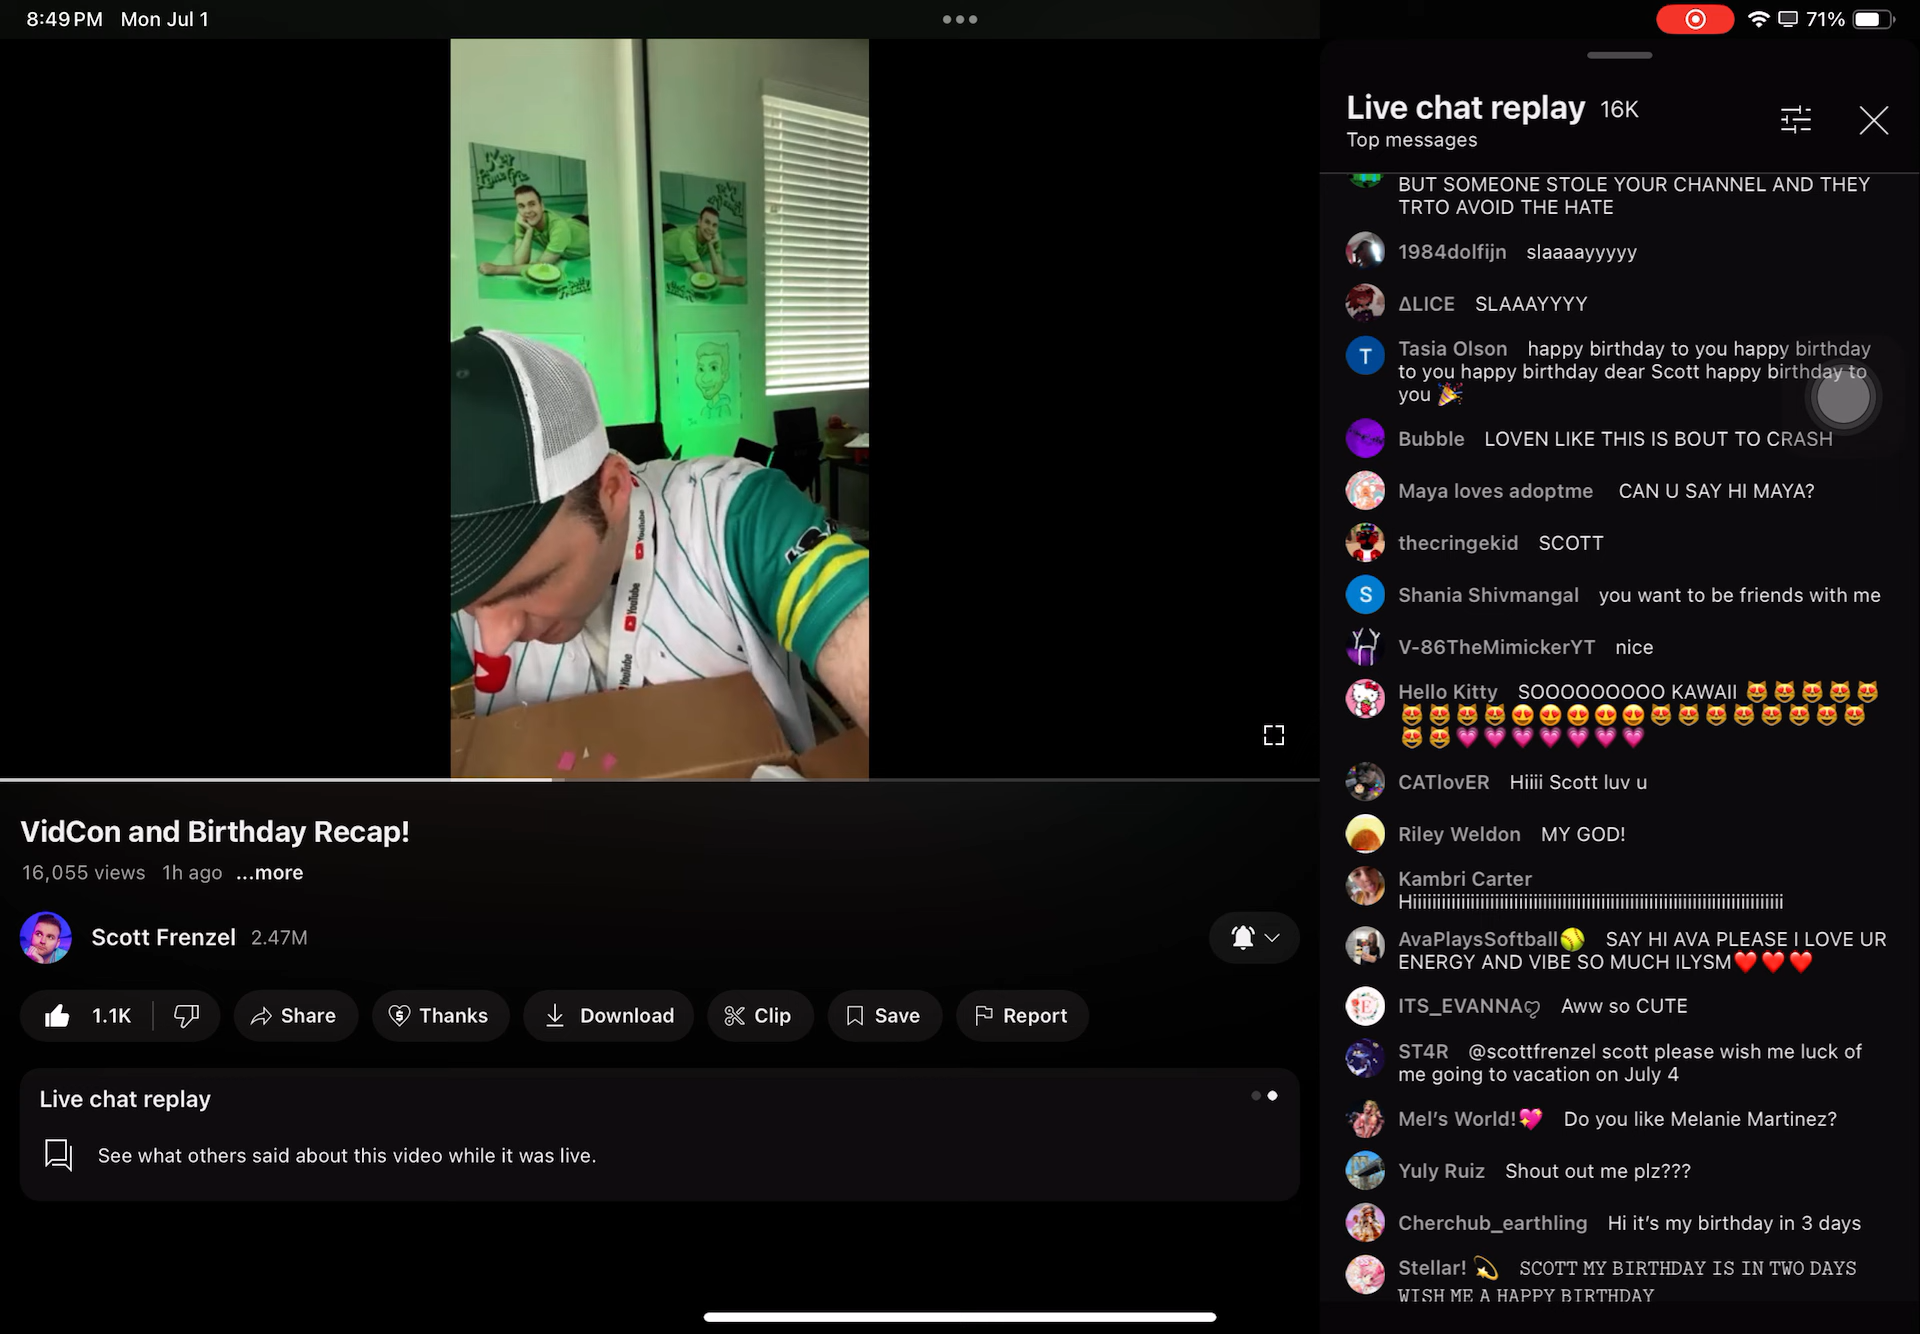 8:49 PM Mon Jul 1
71%
Key
YouTube
YouTube
YouTube
Live chat replay 16K
Top messages
BUT SOMEONE STOLE YOUR CHANNEL AND THEY
TRTO AVOID THE HATE
1984dolfijn slaaaayyyyy
ΔLICE SLAAAYYYY
T Tasia Olson happy birthday to you happy birthday
to you happy birthday dear Scott happy birthday to
you 🎉
Bubble LOVEN LIKE THIS IS BOUT TO CRASH
Maya loves adoptme CAN U SAY HI MAYA?
thecringekid SCOTT
S Shania Shivmangal you want to be friends with me
V-86TheMimickerYT nice
Hello Kitty SOOOOOOOOO KAWAII 😻😻😻😻😻
😻😻😻😻😍😍😍😍😍😻😻😻😻😻😻😻😻
😻😻💗💗💗💗💗💗💗
CATlovER Hiiii Scott luv u
Riley Weldon MY GOD!
Kambri Carter
Hiiiiiiiiiiiiiiiiiiiiiiiiiiiiiiiiiiiiiiiiiiiiiiiiiiiiiiiiiiiiiiiiiiiiiiii
AvaPlaysSoftball🥎 SAY HI AVA PLEASE I LOVE UR
ENERGY AND VIBE SO MUCH ILYSM❤️❤️❤️
ITS_EVANNAღ Aww so CUTE
ST4R @scottfrenzel scott please wish me luck of
me going to vacation on July 4
Mel’s World!💖 Do you like Melanie Martinez?
Yuly Ruiz Shout out me plz???
Cherchub_earthling Hi it’s my birthday in 3 days
Stellar! 💫 SCOTT MY BIRTHDAY IS IN TWO DAYS
WISH ME A HAPPY BIRTHDAY
VidCon and Birthday Recap!
16,055 views 1h ago ...more
Scott Frenzel 2.47M
1.1K Share Thanks Download Clip Save Report
Live chat replay
See what others said about this video while it was live.